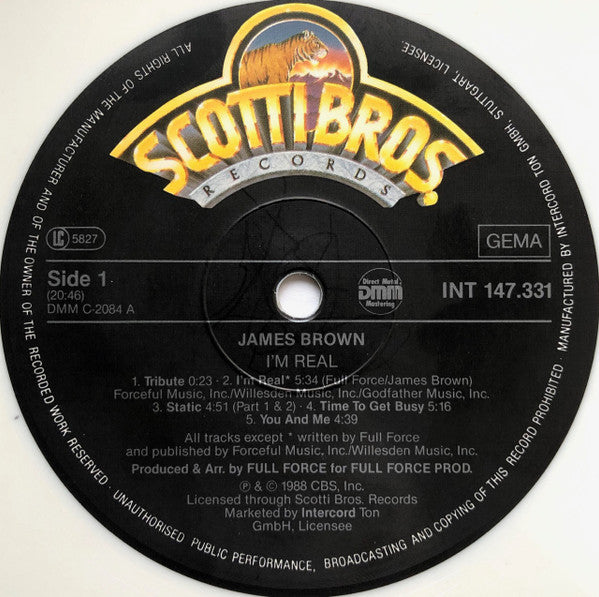 SCOTTI BROS.
RECORDS
LC 5827
GEMA
Side 1
(20:46)
DMM C-2084 A
Direct Metal
DMM
Mastering
INT 147.331
JAMES BROWN
I'M REAL
1. Tribute 0:23 · 2. I'm Real* 5:34 (Full Force/James Brown)
Forceful Music, Inc./Willesden Music, Inc./Godfather Music, Inc.
3. Static 4:51 (Part 1 & 2) · 4. Time To Get Busy 5:16
5. You And Me 4:39
All tracks except * written by Full Force
and published by Forceful Music, Inc./Willesden Music, Inc.
Produced & Arr. by FULL FORCE for FULL FORCE PROD.
℗ & © 1988 CBS, Inc.
Licensed through Scotti Bros. Records
Marketed by Intercord Ton
GmbH, Licensee
ALL RIGHTS OF THE MANUFACTURER AND OF THE OWNER OF THE RECORDED WORK RESERVED · UNAUTHORISED PUBLIC PERFORMANCE, BROADCASTING AND COPYING OF THIS RECORD PROHIBITED · MANUFACTURED BY INTERCORD TON GMBH, STUTTGART, LICENSEE.